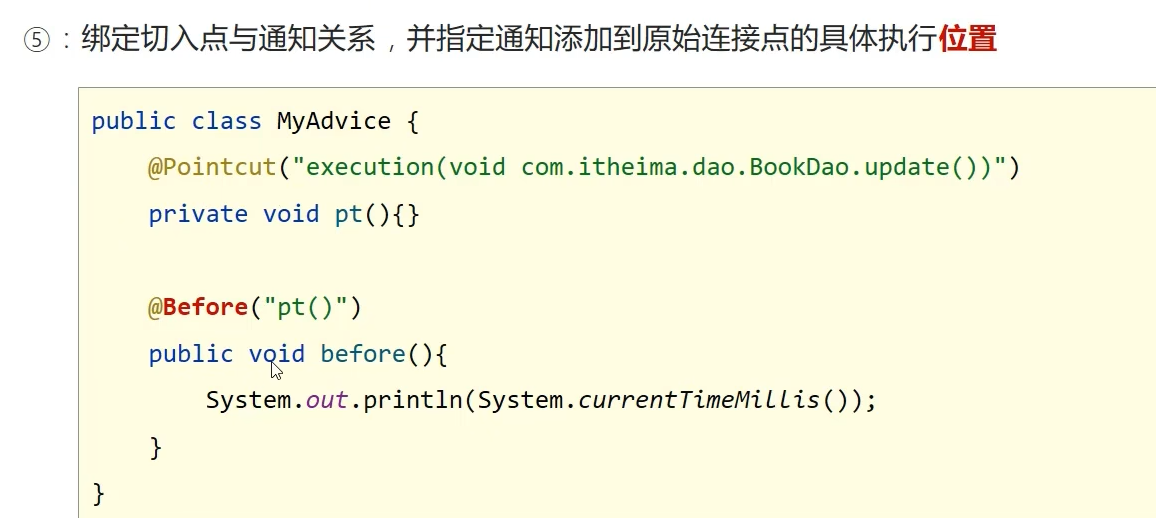 ⑤：绑定切入点与通知关系，并指定通知添加到原始连接点的具体执行位置
public class MyAdvice {
    @Pointcut("execution(void com.itheima.dao.BookDao.update())")
    private void pt(){}
    @Before("pt()")
    public void before(){
        System.out.println(System.currentTimeMillis());
    }
}